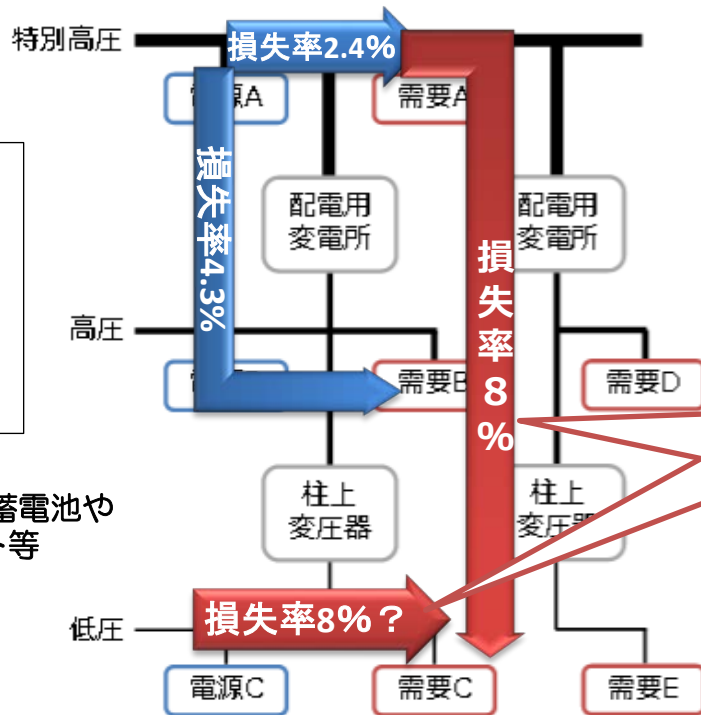 特別高圧
損失率2.4%
源A
需要A
損失率4.3%
配電用
変電所
配電用
変電所
損失率8%
高圧
需要B
需要D
蓄電池や
等
柱上
変圧器
柱上
変圧器
損失率8%？
低圧
電源C
需要C
需要E